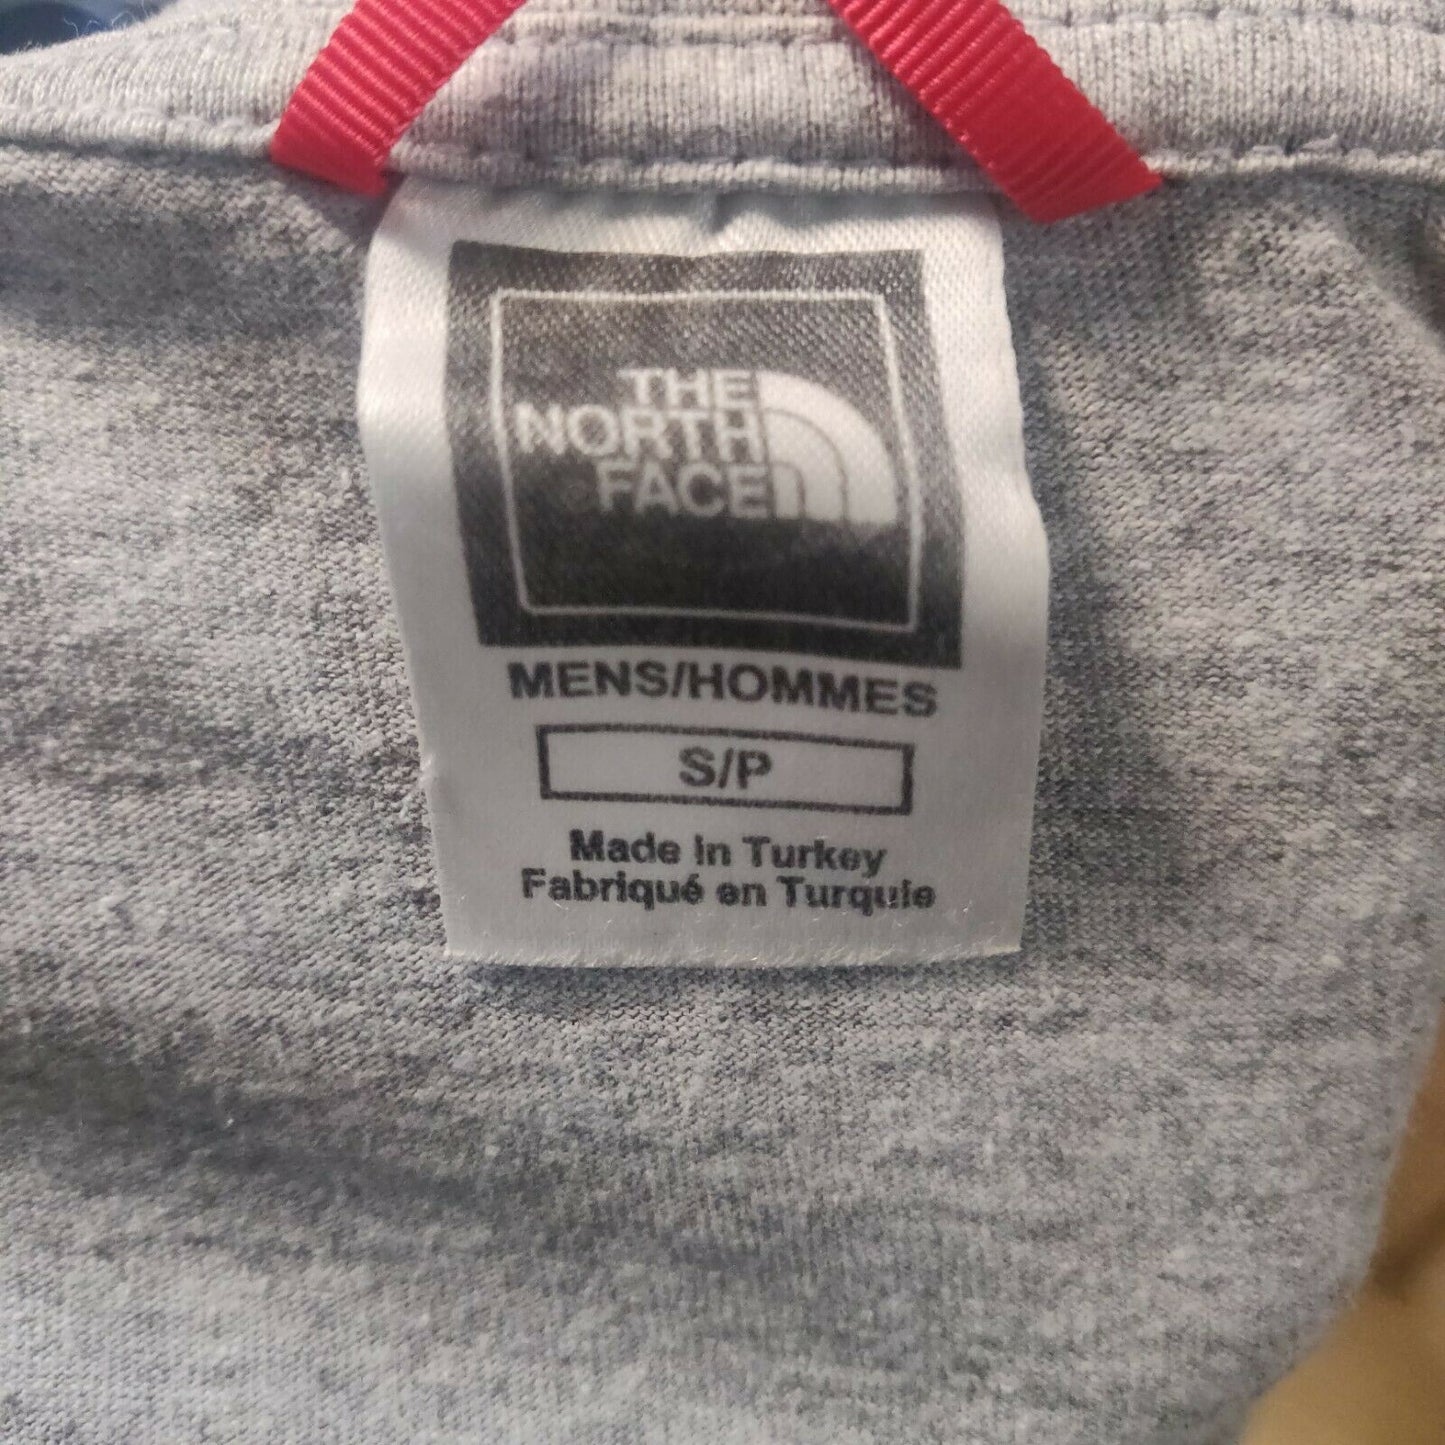 THE
NORTH
FACE
MENS/HOMMES
S/P
Made in Turkey
Fabriqué en Turquie